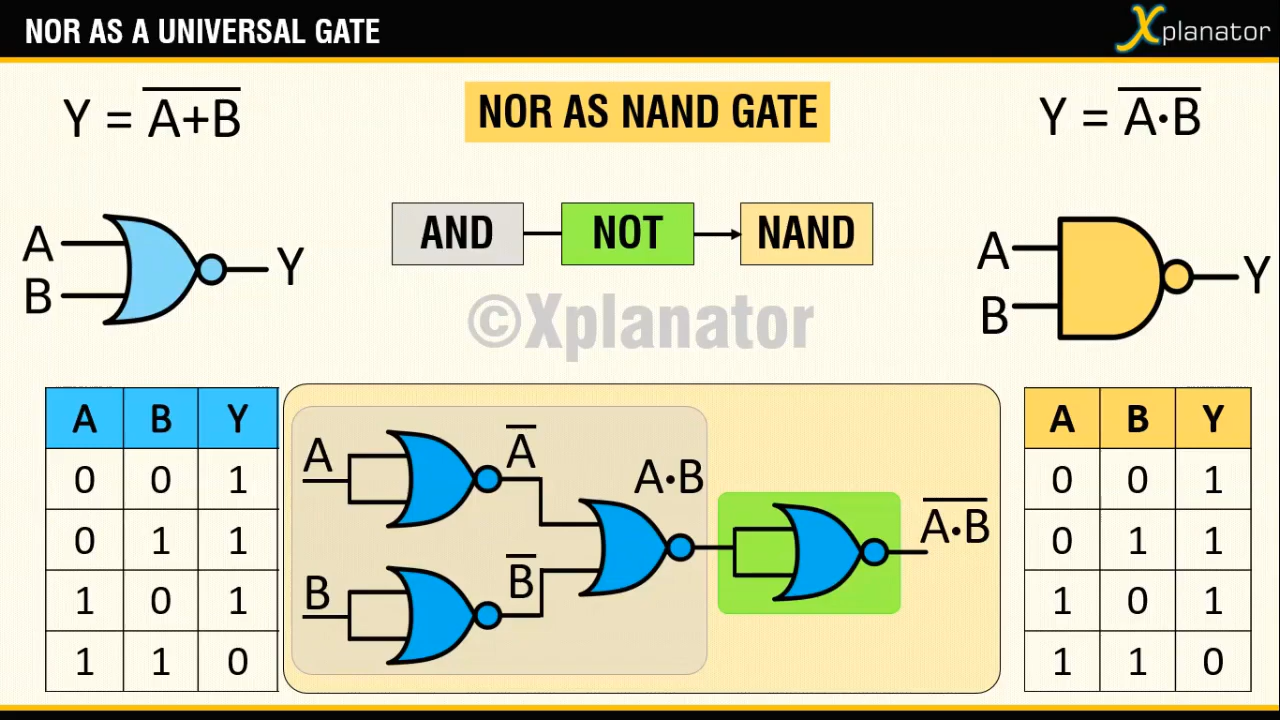 NOR AS A UNIVERSAL GATE
Xplanator
Y = A̅+̅B̅
NOR AS NAND GATE
Y = A̅·̅B̅
AND NOT NAND
A
B
Y
A
B
Y
©Xplanator
A B Y
0 0 1
0 1 1
1 0 1
1 1 0
A
A̅
B
B̅
A·B
A̅·̅B̅
A B Y
0 0 1
0 1 1
1 0 1
1 1 0